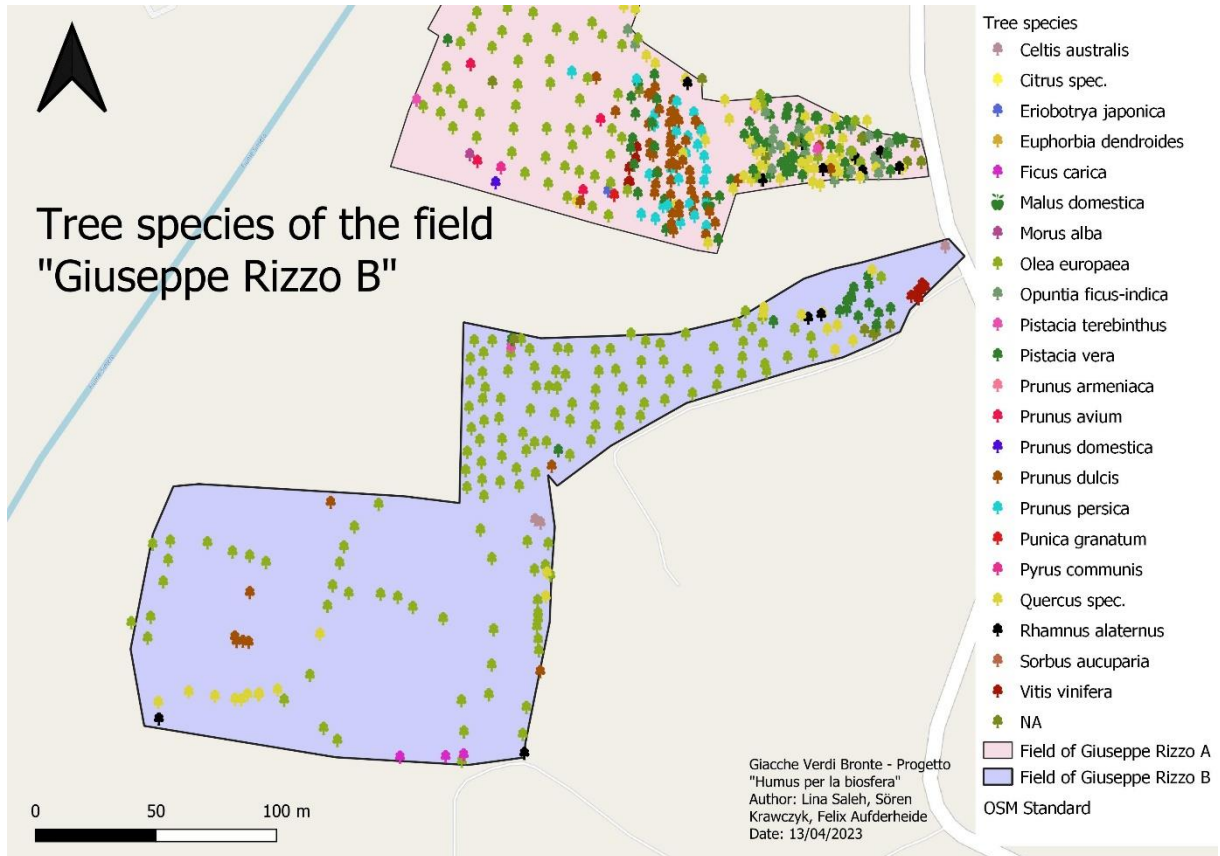 Tree species of the field
"Giuseppe Rizzo B"
0 50 100 m
Giacche Verdi Bronte - Progetto
"Humus per la biosfera"
Author: Lina Saleh, Sören
Krawczyk, Felix Aufderheide
Date: 13/04/2023
Tree species
Celtis australis
Citrus spec.
Eriobotrya japonica
Euphorbia dendroides
Ficus carica
Malus domestica
Morus alba
Olea europaea
Opuntia ficus-indica
Pistacia terebinthus
Pistacia vera
Prunus armeniaca
Prunus avium
Prunus domestica
Prunus dulcis
Prunus persica
Punica granatum
Pyrus communis
Quercus spec.
Rhamnus alaternus
Sorbus aucuparia
Vitis vinifera
NA
Field of Giuseppe Rizzo A
Field of Giuseppe Rizzo B
OSM Standard